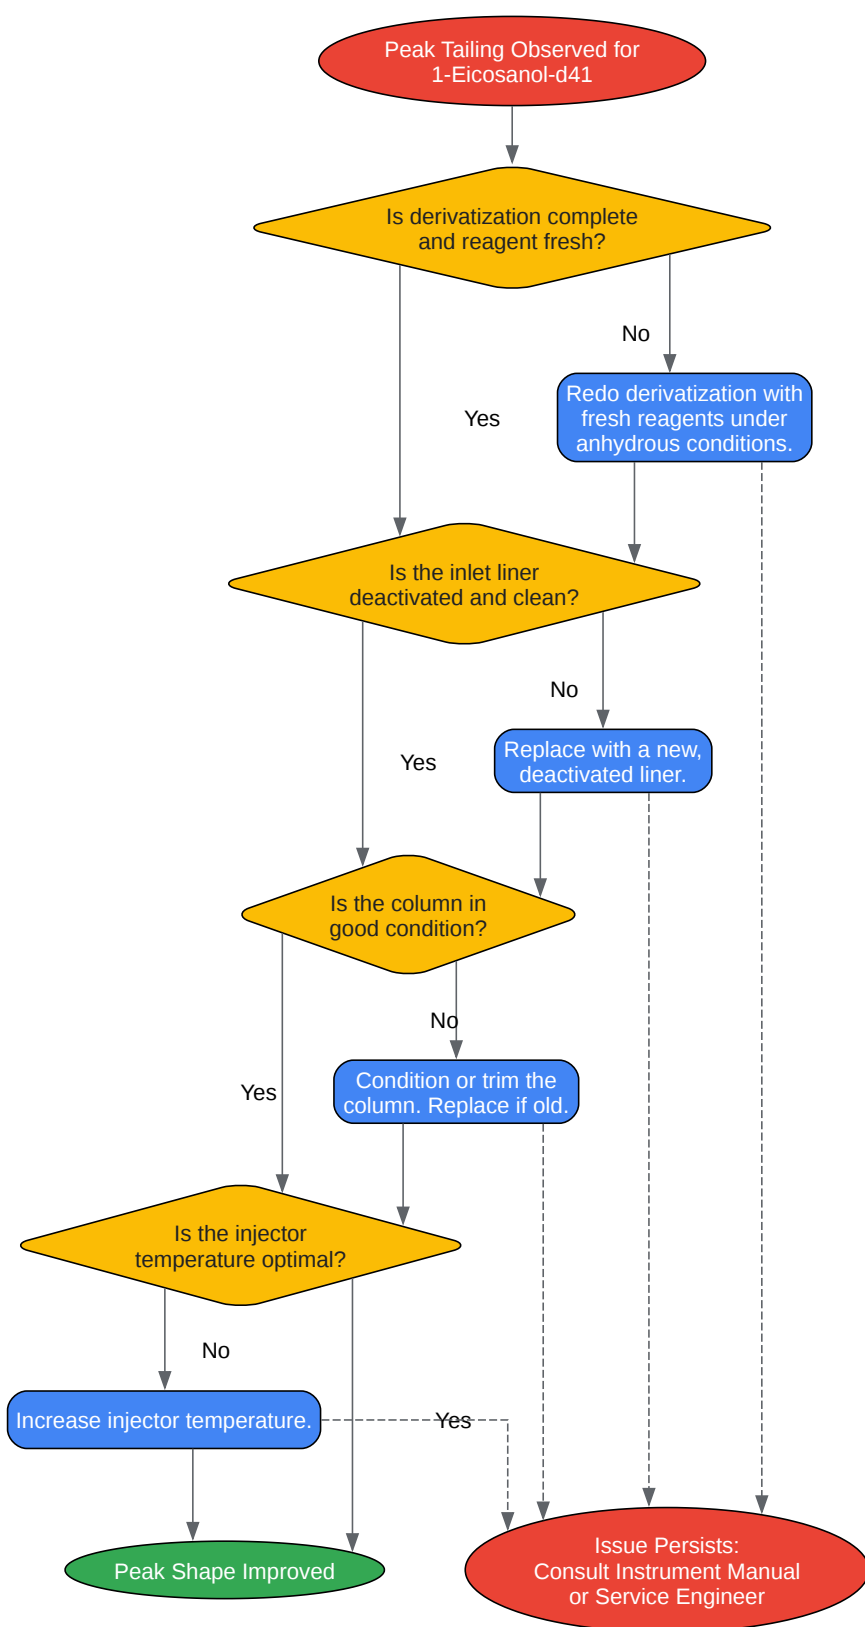 Peak Tailing Observed for
1-Eicosanol-d41
Is derivatization complete
and reagent fresh?
No
Redo derivatization with
fresh reagents under
anhydrous conditions.
Yes
Is the inlet liner
deactivated and clean?
No
Replace with a new,
deactivated liner.
Yes
Is the column in
good condition?
No
Condition or trim the
column. Replace if old.
Yes
Is the injector
temperature optimal?
No
Increase injector temperature.
Yes
Peak Shape Improved
Issue Persists:
Consult Instrument Manual
or Service Engineer